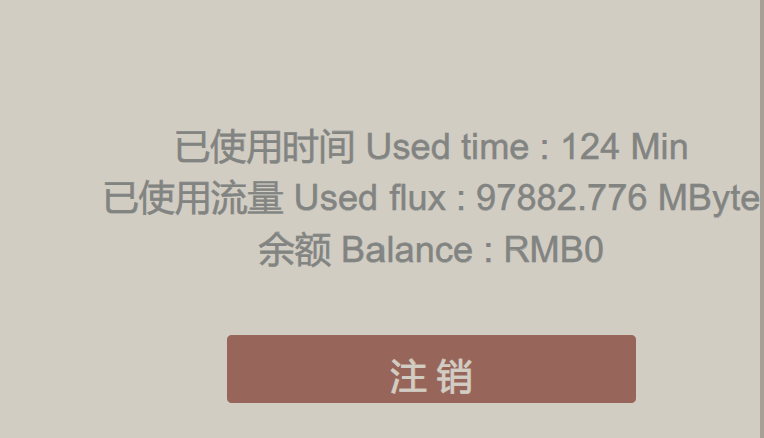 已使用时间 Used time : 124 Min
已使用流量 Used flux : 97882.776 MByte
余额 Balance : RMB0
注 销